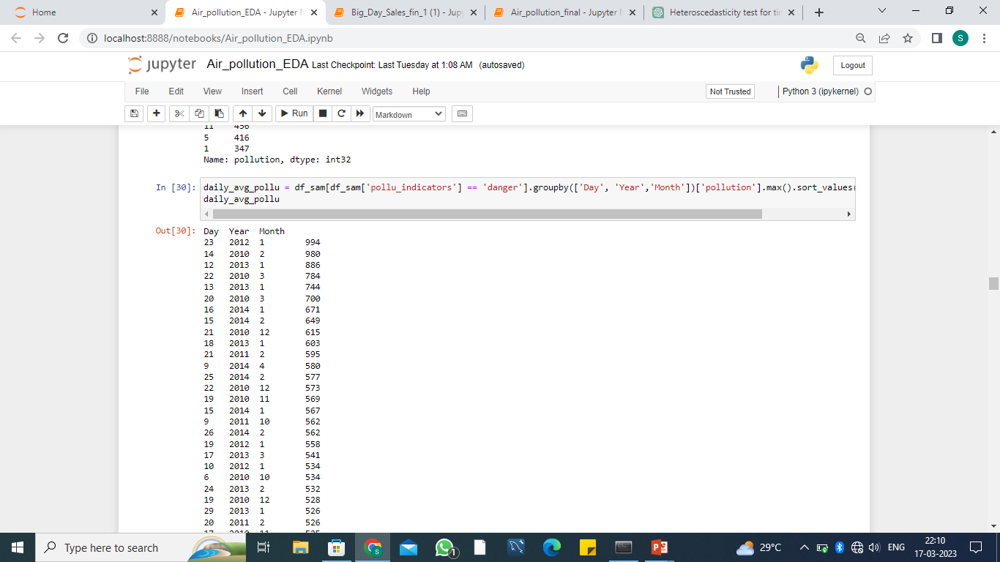 Home
Air_pollution_EDA - Jupyter N
Big_Day_Sales_fin_1 (1) - Jupy
Air_pollution_final - Jupyter N
Heteroscedasticity test for tim
localhost:8888/notebooks/Air_pollution_EDA.ipynb
S
jupyter Air_pollution_EDA Last Checkpoint: Last Tuesday at 1:08 AM (autosaved)
Logout
File Edit View Insert Cell Kernel Widgets Help
Not Trusted
Python 3 (ipykernel)
Run
Markdown
11 456
5 416
1 347
Name: pollution, dtype: int32
In [30]: daily_avg_pollu = df_sam[df_sam['pollu_indicators'] == 'danger'].groupby(['Day', 'Year','Month'])['pollution'].max().sort_values(
daily_avg_pollu
Out[30]: Day Year Month
23 2012 1 994
14 2010 2 980
12 2013 1 886
22 2010 3 784
13 2013 1 744
20 2010 3 700
16 2014 1 671
15 2014 2 649
21 2010 12 615
18 2013 1 603
21 2011 2 595
9 2014 4 580
25 2014 2 577
22 2010 12 573
19 2010 11 569
15 2014 1 567
9 2011 10 562
26 2014 2 562
19 2012 1 558
17 2013 3 541
10 2012 1 534
6 2010 10 534
24 2013 2 532
19 2010 12 528
29 2013 1 526
20 2011 2 526
Type here to search
1
29°C
ENG
22:10
17-03-2023